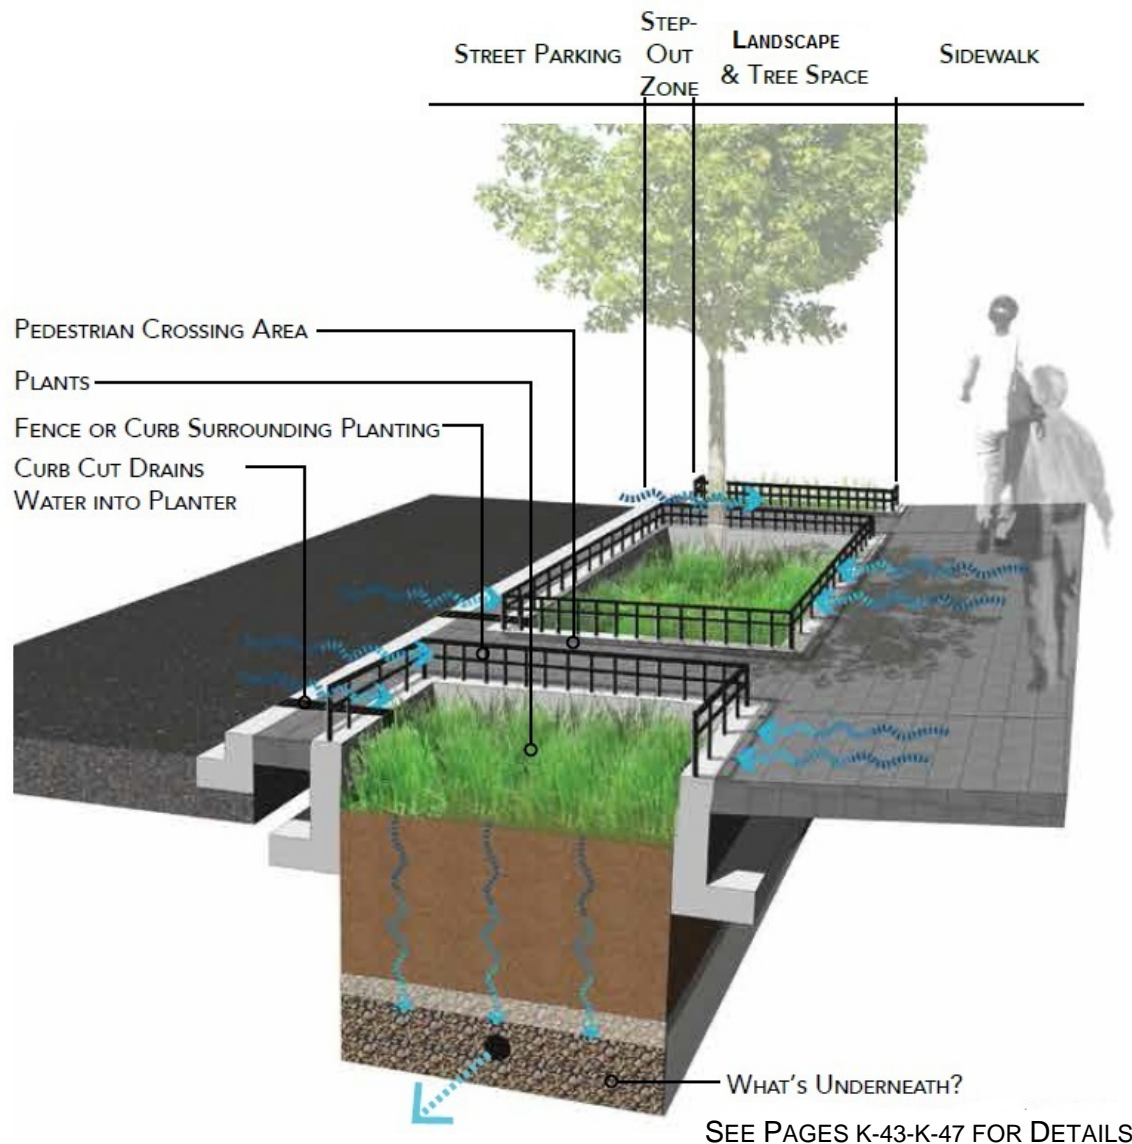 STREET PARKING
STEP-
OUT
ZONE
LANDSCAPE
& TREE SPACE
SIDEWALK
PEDESTRIAN CROSSING AREA
PLANTS
FENCE OR CURB SURROUNDING PLANTING
CURB CUT DRAINS
WATER INTO PLANTER
WHAT'S UNDERNEATH?
SEE PAGES K-43-K-47 FOR DETAILS